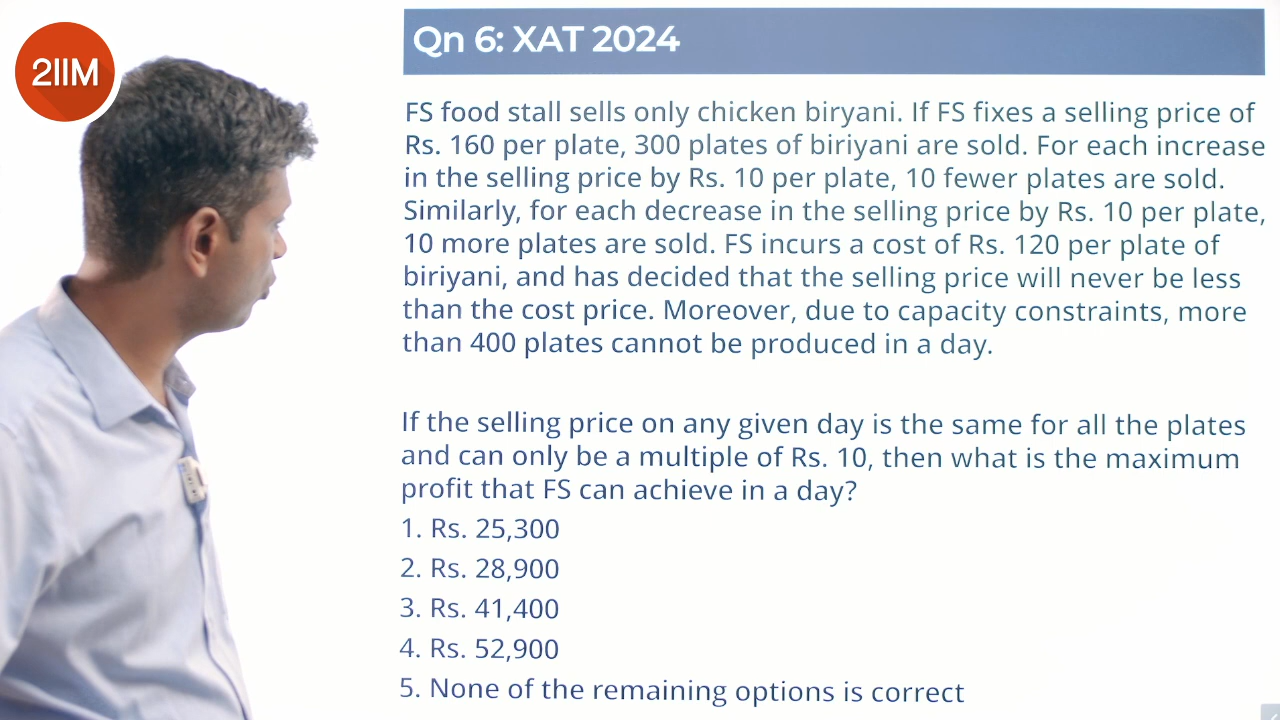 2IIM
Qn 6: XAT 2024
FS food stall sells only chicken biryani. If FS fixes a selling price of
Rs. 160 per plate, 300 plates of biriyani are sold. For each increase
in the selling price by Rs. 10 per plate, 10 fewer plates are sold.
Similarly, for each decrease in the selling price by Rs. 10 per plate,
10 more plates are sold. FS incurs a cost of Rs. 120 per plate of
biriyani, and has decided that the selling price will never be less
than the cost price. Moreover, due to capacity constraints, more
than 400 plates cannot be produced in a day.
If the selling price on any given day is the same for all the plates
and can only be a multiple of Rs. 10, then what is the maximum
profit that FS can achieve in a day?
1. Rs. 25,300
2. Rs. 28,900
3. Rs. 41,400
4. Rs. 52,900
5. None of the remaining options is correct